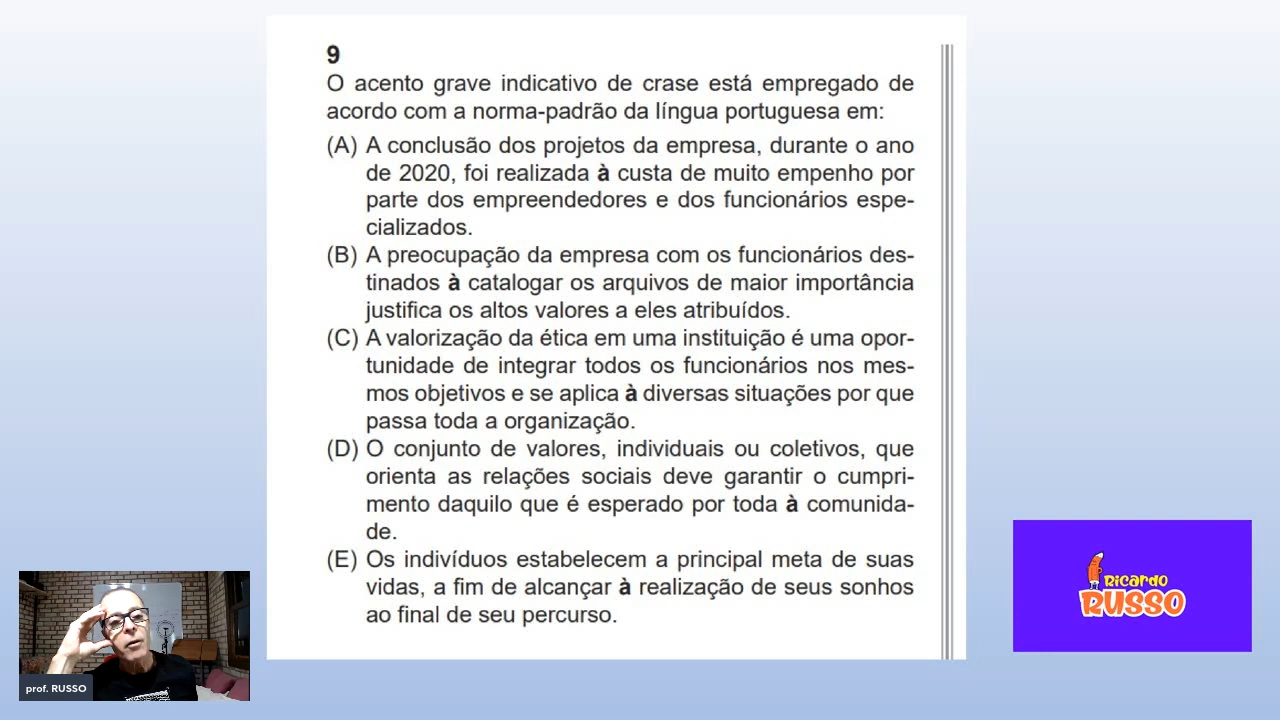 9
O acento grave indicativo de crase está empregado de
acordo com a norma-padrão da língua portuguesa em:
(A) A conclusão dos projetos da empresa, durante o ano
de 2020, foi realizada à custa de muito empenho por
parte dos empreendedores e dos funcionários espe-
cializados.
(B) A preocupação da empresa com os funcionários des-
tinados à catalogar os arquivos de maior importância
justifica os altos valores a eles atribuídos.
(C) A valorização da ética em uma instituição é uma opor-
tunidade de integrar todos os funcionários nos mes-
mos objetivos e se aplica à diversas situações por que
passa toda a organização.
(D) O conjunto de valores, individuais ou coletivos, que
orienta as relações sociais deve garantir o cumpri-
mento daquilo que é esperado por toda à comunida-
de.
(E) Os indivíduos estabelecem a principal meta de suas
vidas, a fim de alcançar à realização de seus sonhos
ao final de seu percurso.
Ricardo
RUSSO
prof. RUSSO